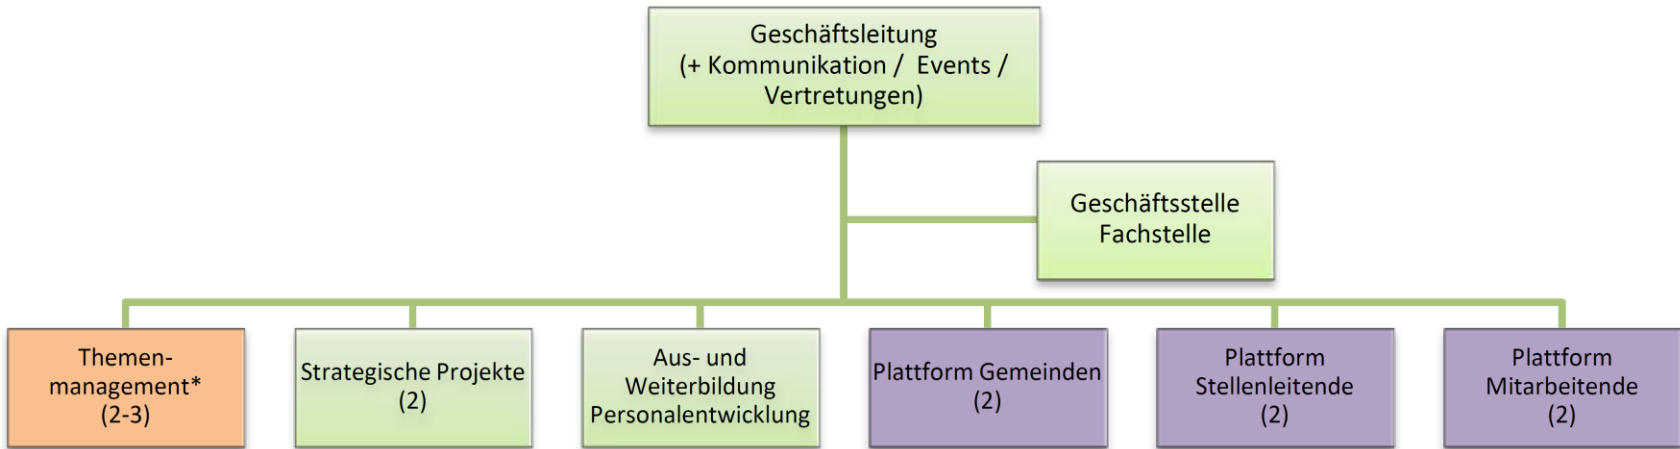 Geschäftsleitung
(+ Kommunikation /  Events /
Vertretungen)
Geschäftsstelle
Fachstelle
Themen-
management*
(2-3)
Strategische Projekte
(2)
Aus- und
Weiterbildung
Personalentwicklung
Plattform Gemeinden
(2)
Plattform
Stellenleitende
(2)
Plattform
Mitarbeitende
(2)